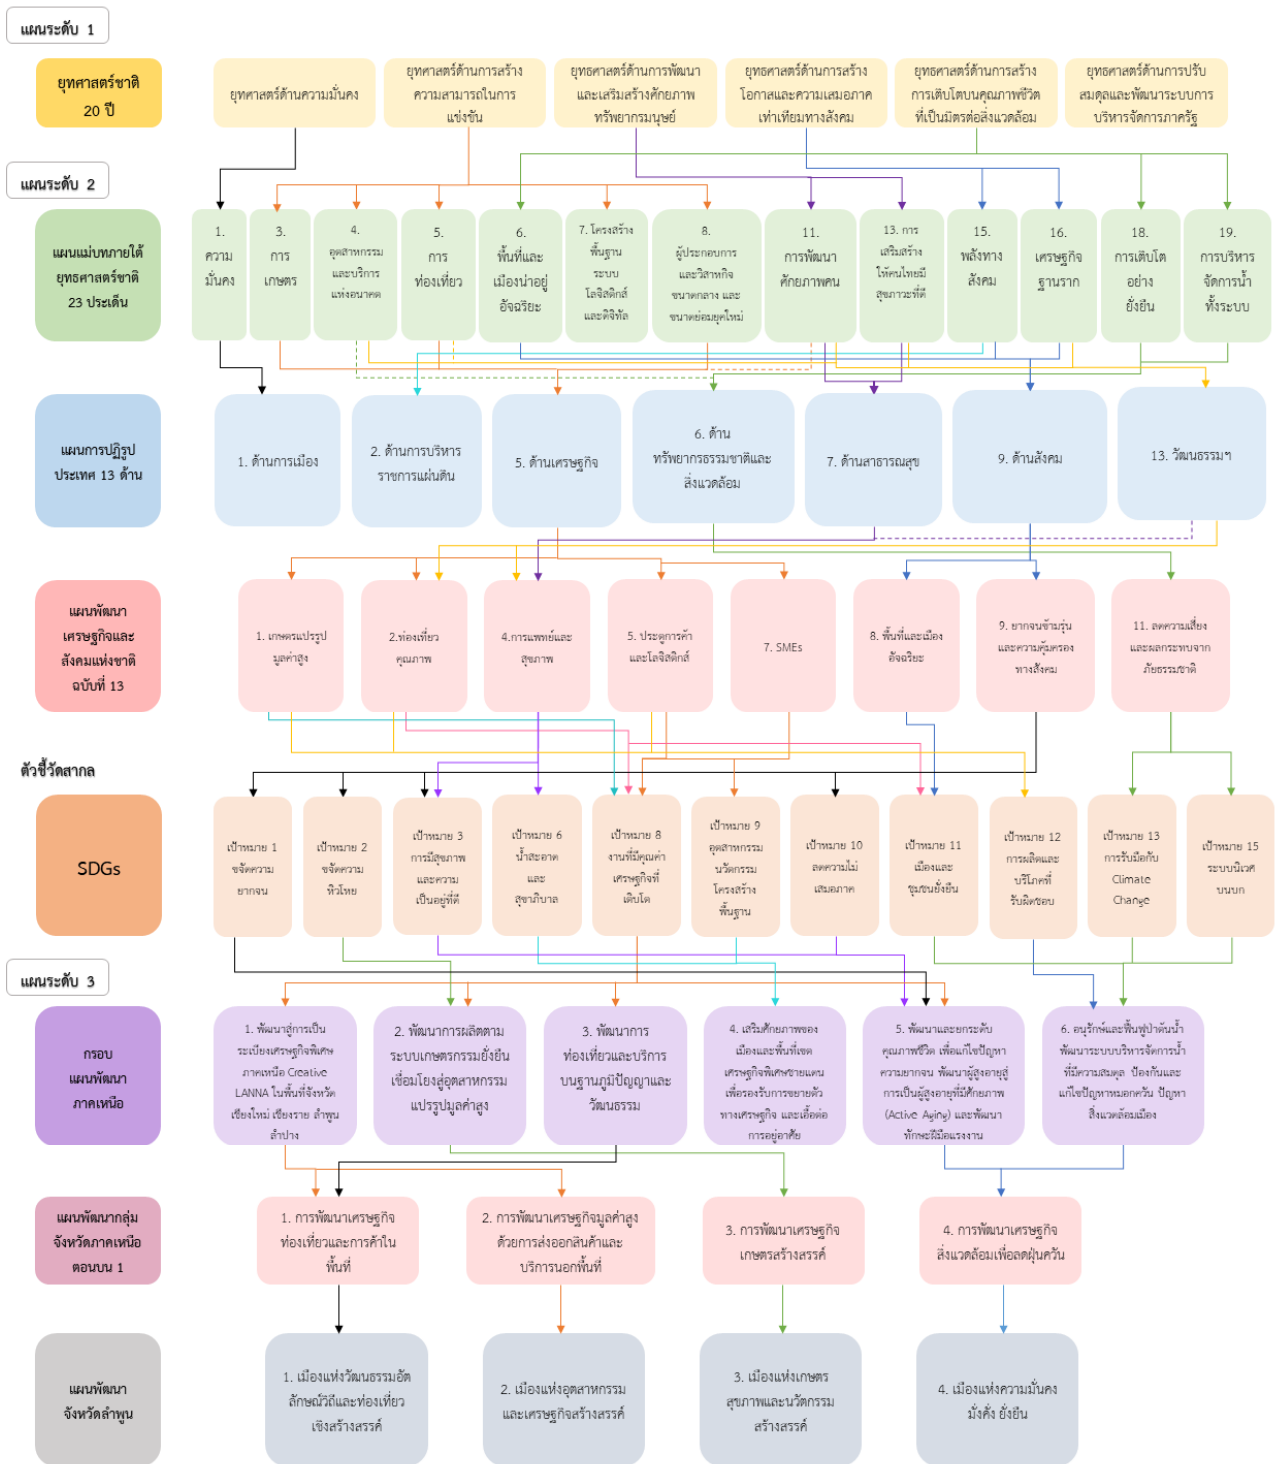 แผนระดับ 1
ยุทศาสตร์ชาติ
20 ปี
ยุทศาสตร์ด้านความมั่นคง
ยุทศาสตร์ด้านการสร้าง
ความสามารถในการ
แข่งขัน
ยุทธศาสตร์ด้านการพัฒนา
และเสริมสร้างศักยภาพ
ทรัพยากรมนุษย์
ยุทธศาสตร์ด้านการสร้าง
โอกาสและความเสมอภาค
เท่าเทียมทางสังคม
ยุทธศาสตร์ด้านการสร้าง
การเติบโตบนคุณภาพชีวิต
ที่เป็นมิตรต่อสิ่งแวดล้อม
ยุทธศาสตร์ด้านการปรับ
สมดุลและพัฒนาระบบการ
บริหารจัดการภาครัฐ
แผนระดับ 2
แผนแม่บทภายใต้
ยุทธศาสตร์ชาติ
23 ประเด็น
1.
ความ
มั่นคง
3.
การ
เกษตร
4.
อุตสาหกรรม
และบริการ
แห่งอนาคต
5.
การ
ท่องเที่ยว
6.
พื้นที่และ
เมืองน่าอยู่
อัจฉริยะ
7. โครงสร้าง
พื้นฐาน
ระบบ
โลจิสติกส์
และดิจิทัล
8.
ผู้ประกอบการ
และวิสาหกิจ
ขนาดกลาง และ
ขนาดย่อมยุคใหม่
11.
การพัฒนา
ศักยภาพคน
13. การ
เสริมสร้าง
ให้คนไทยมี
สุขภาวะที่ดี
15.
พลังทาง
สังคม
16.
เศรษฐกิจ
ฐานราก
18.
การเติบโต
อย่าง
ยั่งยืน
19.
การบริหาร
จัดการน้ำ
ทั้งระบบ
แผนการปฏิรูป
ประเทศ 13 ด้าน
1. ด้านการเมือง
2. ด้านการบริหาร
ราชการแผ่นดิน
5. ด้านเศรษฐกิจ
6. ด้าน
ทรัพยากรธรรมชาติและ
สิ่งแวดล้อม
7. ด้านสาธารณสุข
9. ด้านสังคม
13. วัฒนธรรมฯ
แผนพัฒนา
เศรษฐกิจและ
สังคมแห่งชาติ
ฉบับที่ 13
1. เกษตรแปรรูป
มูลค่าสูง
2.ท่องเที่ยว
คุณภาพ
4.การแพทย์และ
สุขภาพ
5. ประตูการค้า
และโลจิสติกส์
7. SMEs
8. พื้นที่และเมือง
อัจฉริยะ
9. ยากจนข้ามรุ่น
และความคุ้มครอง
ทางสังคม
11. ลดความเสี่ยง
และผลกระทบจาก
ภัยธรรมชาติ
ตัวชี้วัดสากล
SDGs
เป้าหมาย 1
ขจัดความ
ยากจน
เป้าหมาย 2
ขจัดความ
หิวโหย
เป้าหมาย 3
การมีสุขภาพ
และความ
เป็นอยู่ที่ดี
เป้าหมาย 6
น้ำสะอาด
และ
สุขาภิบาล
เป้าหมาย 8
งานที่มีคุณค่า
เศรษฐกิจที่
เติบโต
เป้าหมาย 9
อุตสาหกรรม
นวัตกรรม
โครงสร้าง
พื้นฐาน
เป้าหมาย 10
ลดความไม่
เสมอภาค
เป้าหมาย 11
เมืองและ
ชุมชนยั่งยืน
เป้าหมาย 12
การผลิตและ
บริโภคที่
รับผิดชอบ
เป้าหมาย 13
การรับมือกับ
Climate
Change
เป้าหมาย 15
ระบบนิเวศ
บนบก
แผนระดับ 3
กรอบ
แผนพัฒนา
ภาคเหนือ
1. พัฒนาสู่การเป็น
ระเบียงเศรษฐกิจพิเศษ
ภาคเหนือ Creative
LANNA ในพื้นที่จังหวัด
เชียงใหม่ เชียงราย ลำพูน
ลำปาง
2. พัฒนาการผลิตตาม
ระบบเกษตรกรรมยั่งยืน
เชื่อมโยงสู่อุตสาหกรรม
แปรรูปมูลค่าสูง
3. พัฒนาการ
ท่องเที่ยวและบริการ
บนฐานภูมิปัญญาและ
วัฒนธรรม
4. เสริมศักยภาพของ
เมืองและพื้นที่เขต
เศรษฐกิจพิเศษชายแดน
เพื่อรองรับการขยายตัว
ทางเศรษฐกิจ และเอื้อต่อ
การอยู่อาศัย
5. พัฒนาและยกระดับ
คุณภาพชีวิต เพื่อแก้ไขปัญหา
ความยากจน พัฒนาผู้สูงอายุสู่
การเป็นผู้สูงอายุที่มีศักยภาพ
(Active Aging) และพัฒนา
ทักษะฝีมือแรงงาน
6. อนุรักษ์และฟื้นฟูป่าต้นน้ำ
พัฒนาระบบบริหารจัดการน้ำ
ที่มีความสมดุล ป้องกันและ
แก้ไขปัญหาหมอกควัน ปัญหา
สิ่งแวดล้อมเมือง
แผนพัฒนากลุ่ม
จังหวัดภาคเหนือ
ตอนบน 1
1. การพัฒนาเศรษฐกิจ
ท่องเที่ยวและการค้าใน
พื้นที่
2. การพัฒนาเศรษฐกิจมูลค่าสูง
ด้วยการส่งออกสินค้าและ
บริการนอกพื้นที่
3. การพัฒนาเศรษฐกิจ
เกษตรสร้างสรรค์
4. การพัฒนาเศรษฐกิจ
สิ่งแวดล้อมเพื่อลดฝุ่นควัน
แผนพัฒนา
จังหวัดลำพูน
1. เมืองแห่งวัฒนธรรมอัต
ลักษณ์วิถีและท่องเที่ยว
เชิงสร้างสรรค์
2. เมืองแห่งอุตสาหกรรม
และเศรษฐกิจสร้างสรรค์
3. เมืองแห่งเกษตร
สุขภาพและนวัตกรรม
สร้างสรรค์
4. เมืองแห่งความมั่นคง
มั่งคั่ง ยั่งยืน